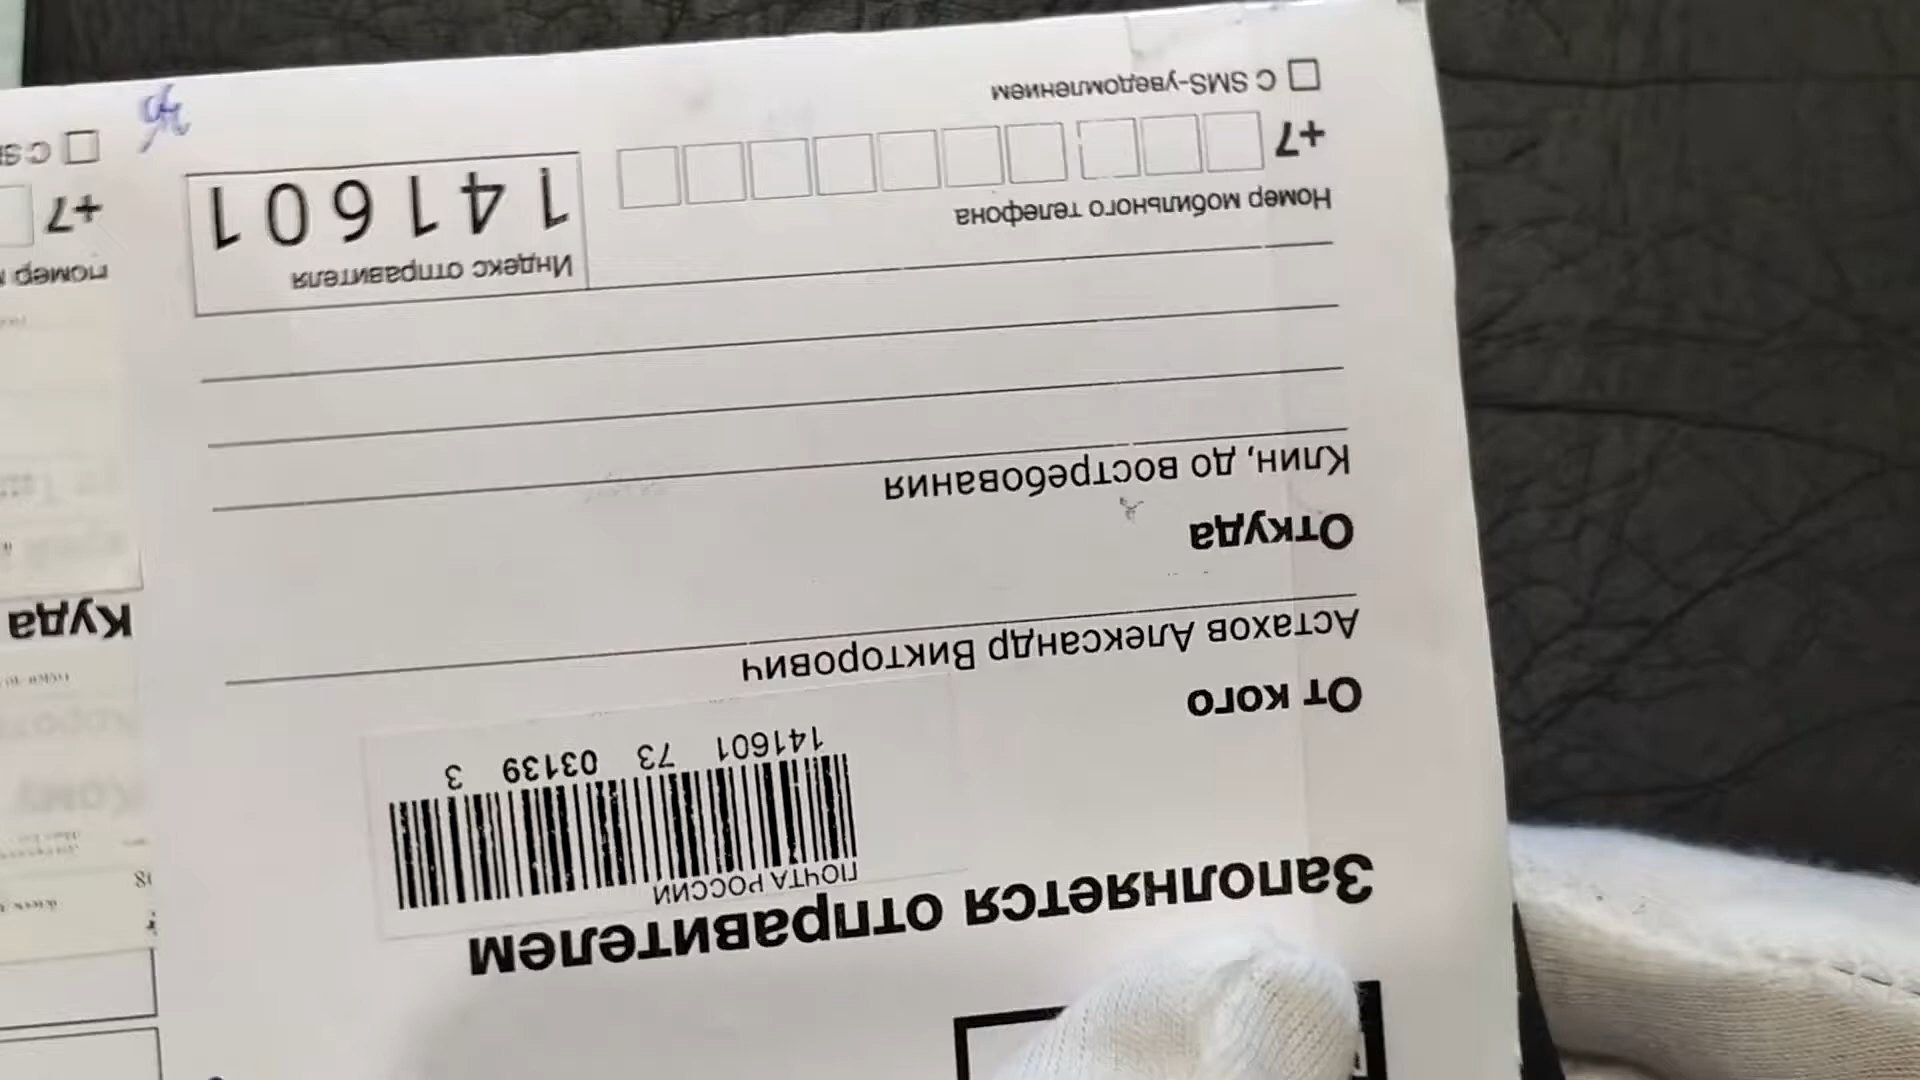 Заполняется отправителем
ПОЧТА РОССИИ
141601 73 03139 3
От кого
Астахов Александр Викторович
Откуда
Клин, до востребования
Индекс отправителя
141601
Номер мобильного телефона
+7
С SMS-уведомлением
Кому
Куда
+7